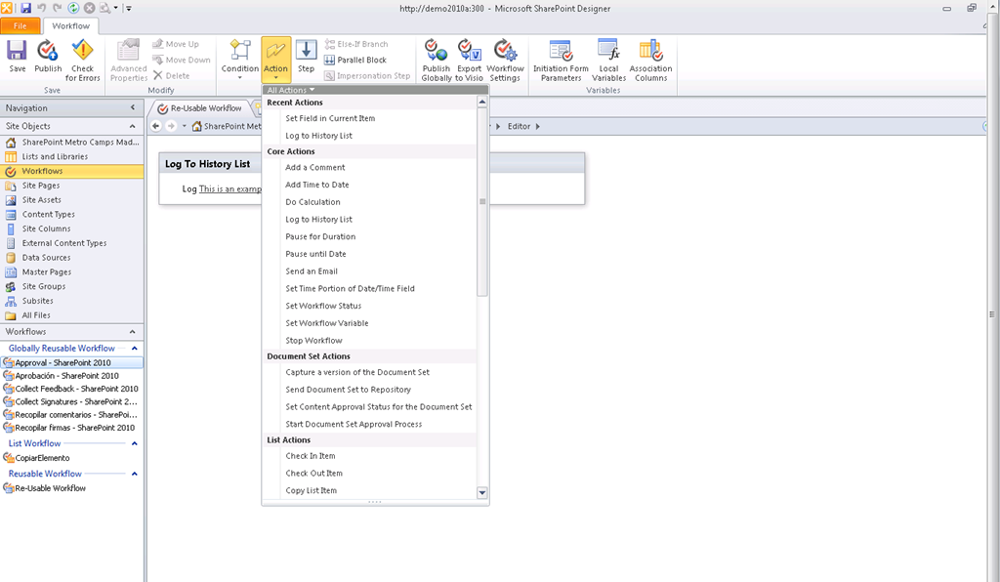 http://demo2010a:300 - Microsoft SharePoint Designer
File Workflow
Save Publish Check for Errors
Save
Advanced Properties Move Up Move Down Delete
Modify
Condition Action Step Else-If Branch Parallel Block Impersonation Step
Publish Globally Export to Visio Workflow Settings
Initiation Form Parameters Local Variables Association Columns
Variables
All Actions
Navigation
Re-Usable Workflow
Site Objects
SharePoint Met
Editor
SharePoint Metro Camps Mad...
Lists and Libraries
Workflows
Site Pages
Site Assets
Content Types
Site Columns
External Content Types
Data Sources
Master Pages
Site Groups
Subsites
All Files
Workflows
Globally Reusable Workflow
Approval - SharePoint 2010
Aprobación - SharePoint 2010
Collect Feedback - SharePoint 2010
Collect Signatures - SharePoint 2...
Recopilar comentarios - SharePoi...
Recopilar firmas - SharePoint 2010
List Workflow
CopiarElemento
Reusable Workflow
Re-Usable Workflow
Log To History List
Log This is an examp
Recent Actions
Set Field in Current Item
Log to History List
Core Actions
Add a Comment
Add Time to Date
Do Calculation
Log to History List
Pause for Duration
Pause until Date
Send an Email
Set Time Portion of Date/Time Field
Set Workflow Status
Set Workflow Variable
Stop Workflow
Document Set Actions
Capture a version of the Document Set
Send Document Set to Repository
Set Content Approval Status for the Document Set
Start Document Set Approval Process
List Actions
Check In Item
Check Out Item
Copy List Item